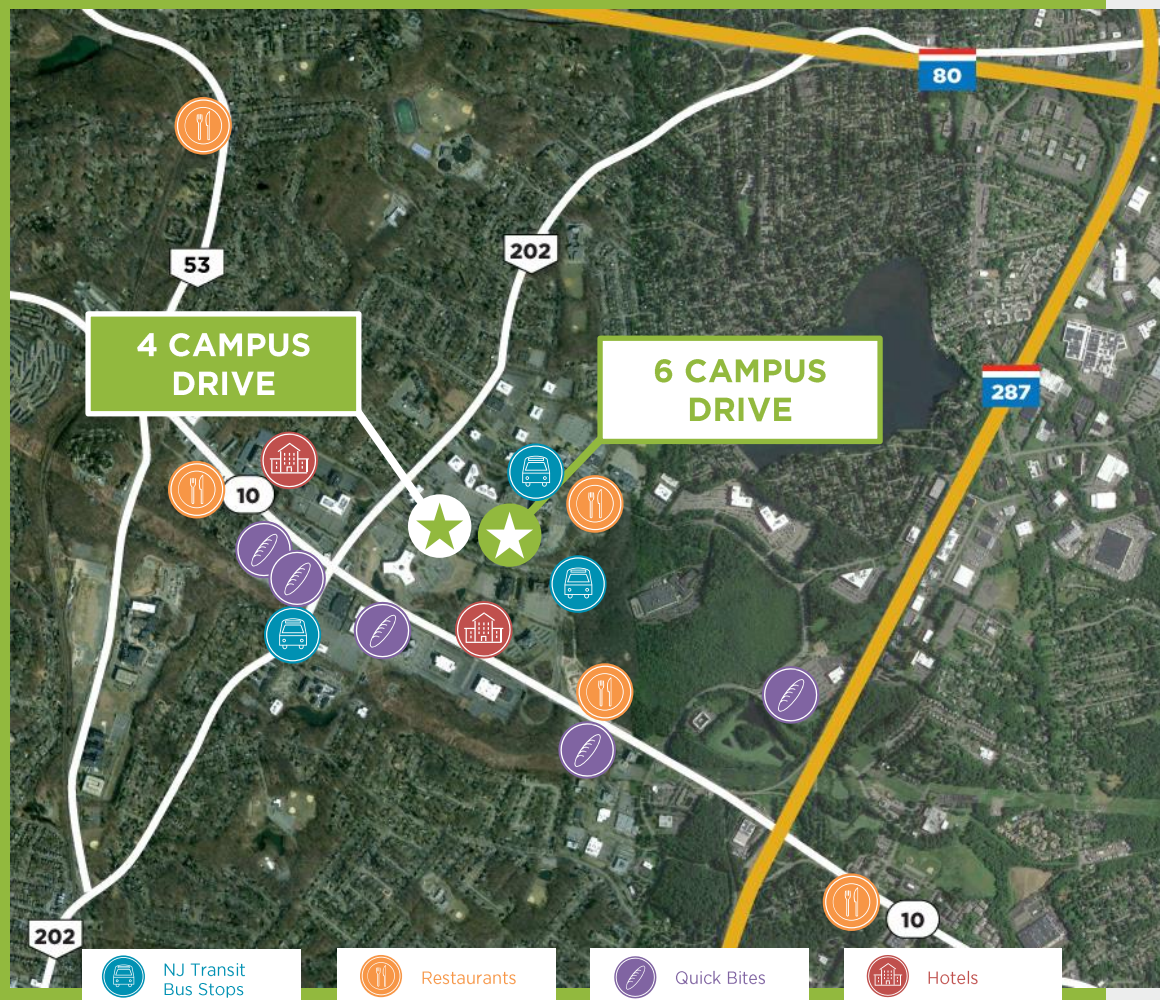 80
53
202
4 CAMPUS
DRIVE
6 CAMPUS
DRIVE
287
10
10
202
NJ Transit
Bus Stops
Restaurants
Quick Bites
Hotels